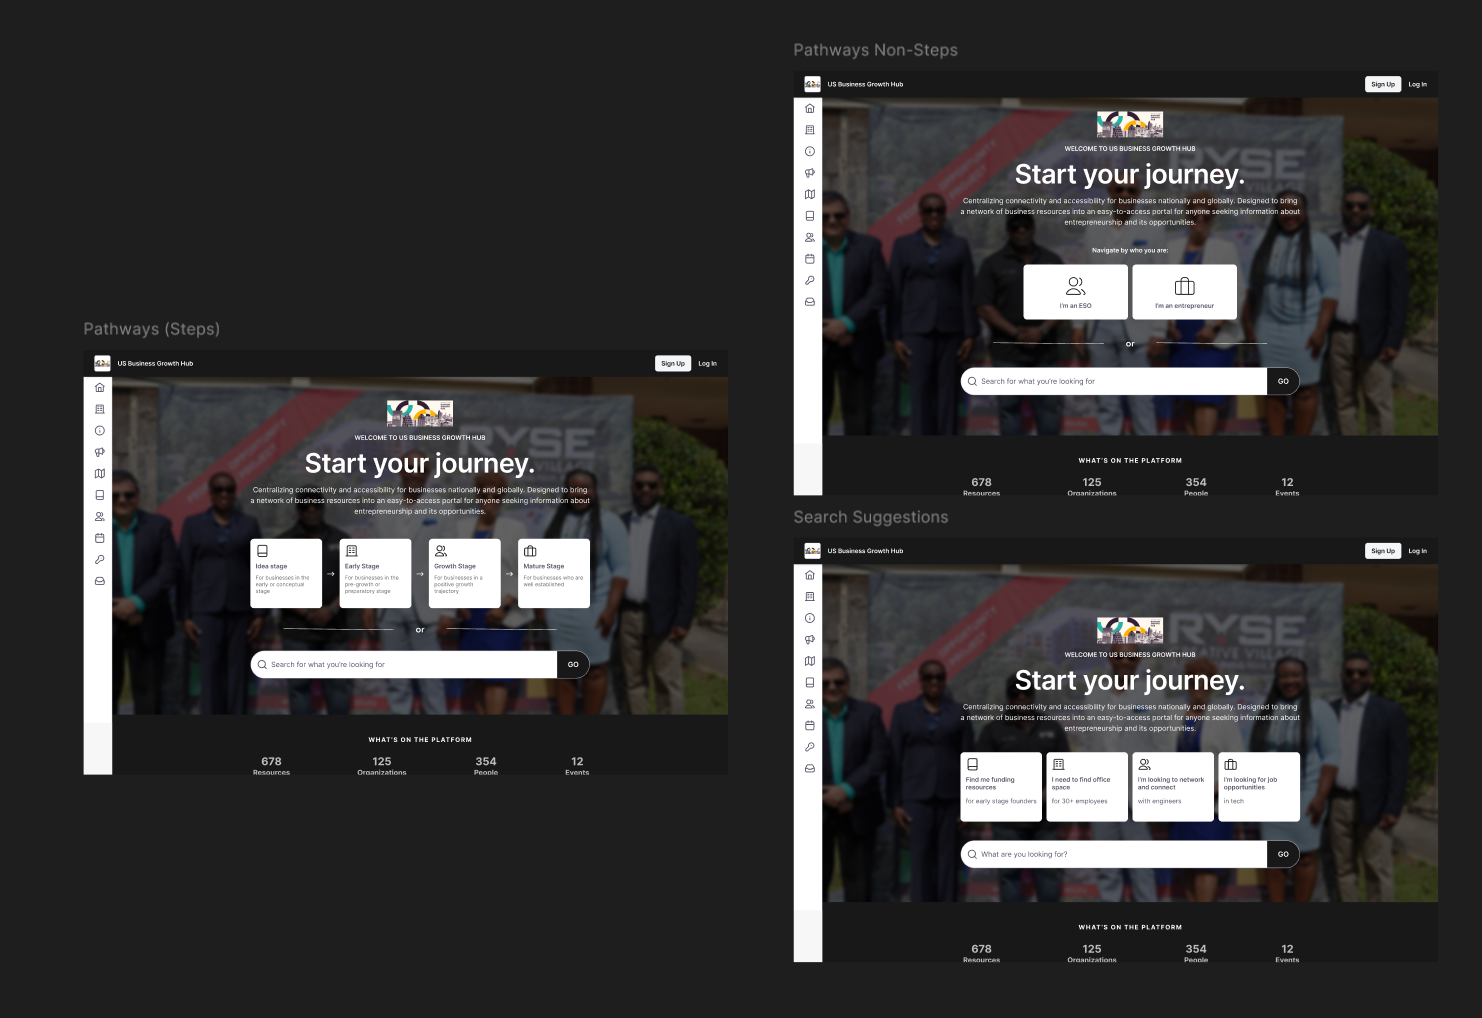 Pathways (Steps)
US Business Growth Hub
Sign Up
Log In
RYSE
WELCOME TO US BUSINESS GROWTH HUB
Start your journey.
Centralizing connectivity and accessibility for businesses nationally and globally. Designed to bring
a network of business resources into an easy-to-access portal for anyone seeking information about
entrepreneurship and its opportunities.
Idea stage
For businesses in the
early or conceptual
stage
Early Stage
For businesses in the
pre-growth or
preparatory stage
Growth Stage
For businesses in a
positive growth
trajectory
Mature Stage
For businesses who are
well established
or
Search for what you're looking for
GO
WHAT'S ON THE PLATFORM
678
Resources
125
Organizations
354
People
12
Events
Pathways Non-Steps
US Business Growth Hub
Sign Up
Log In
RYSE
WELCOME TO US BUSINESS GROWTH HUB
Start your journey.
Centralizing connectivity and accessibility for businesses nationally and globally. Designed to bring
a network of business resources into an easy-to-access portal for anyone seeking information about
entrepreneurship and its opportunities.
Navigate by who you are:
I'm an ESO
I'm an entrepreneur
or
Search for what you're looking for
GO
WHAT'S ON THE PLATFORM
678
Resources
125
Organizations
354
People
12
Events
Search Suggestions
US Business Growth Hub
Sign Up
Log In
RYSE
WELCOME TO US BUSINESS GROWTH HUB
Start your journey.
Centralizing connectivity and accessibility for businesses nationally and globally. Designed to bring
a network of business resources into an easy-to-access portal for anyone seeking information about
entrepreneurship and its opportunities.
Find me funding
resources
for early stage founders
I need to find office
space
for 30+ employees
I'm looking to network
and connect
with engineers
I'm looking for job
opportunities
in tech
What are you looking for?
GO
WHAT'S ON THE PLATFORM
678
Resources
125
Organizations
354
People
12
Events